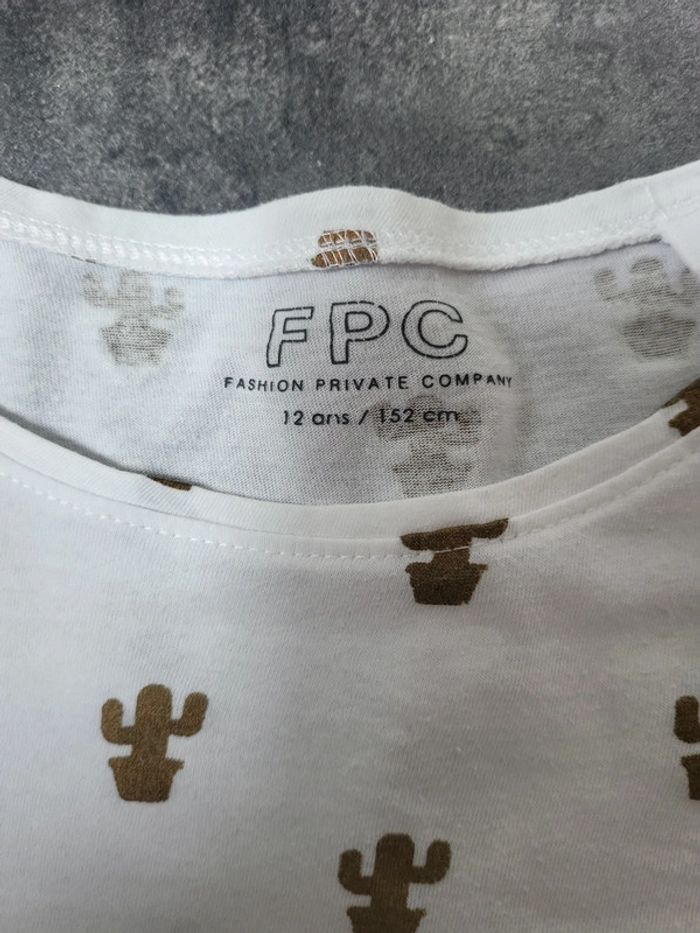 FPC
FASHION PRIVATE COMPANY
12 ans / 152 cm